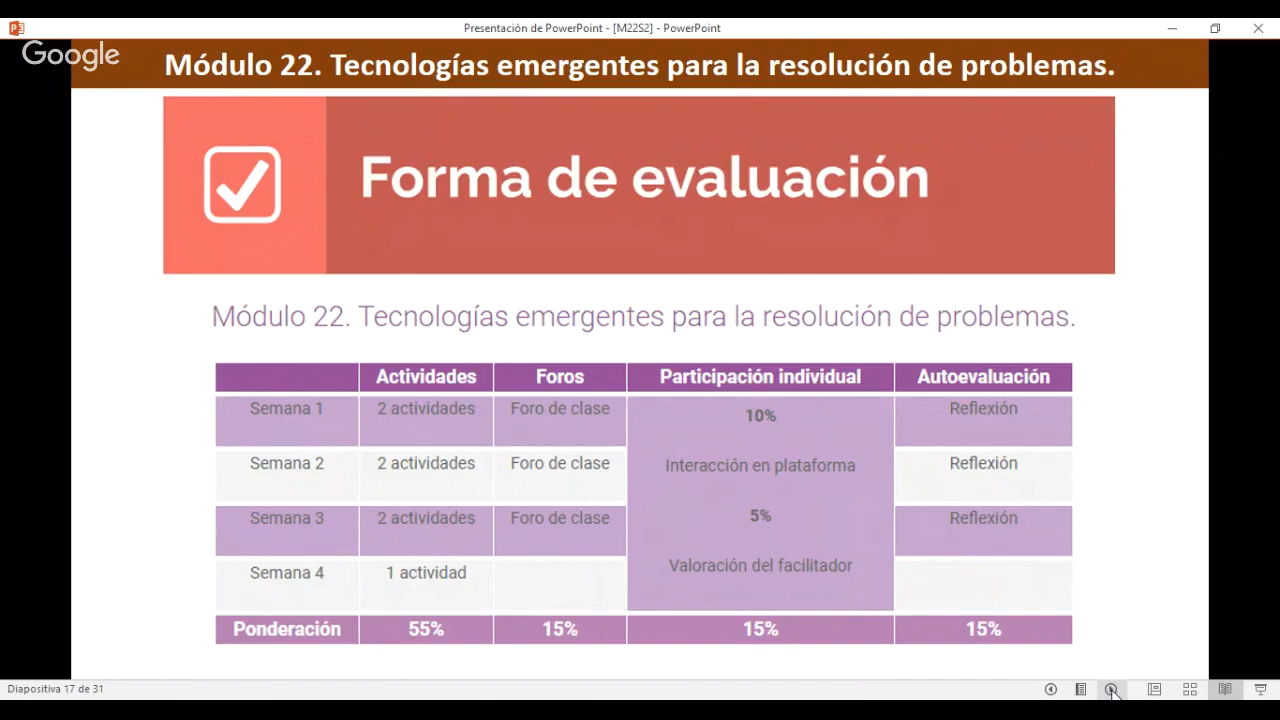 Presentación de PowerPoint - [M22S2] - PowerPoint
Google
Módulo 22. Tecnologías emergentes para la resolución de problemas.
Forma de evaluación
Módulo 22. Tecnologías emergentes para la resolución de problemas.
Actividades Foros Participación individual Autoevaluación
Semana 1 2 actividades Foro de clase 10% Reflexión
Semana 2 2 actividades Foro de clase Interacción en plataforma Reflexión
Semana 3 2 actividades Foro de clase 5% Reflexión
Semana 4 1 actividad Valoración del facilitador
Ponderación 55% 15% 15% 15%
Diapositiva 17 de 31